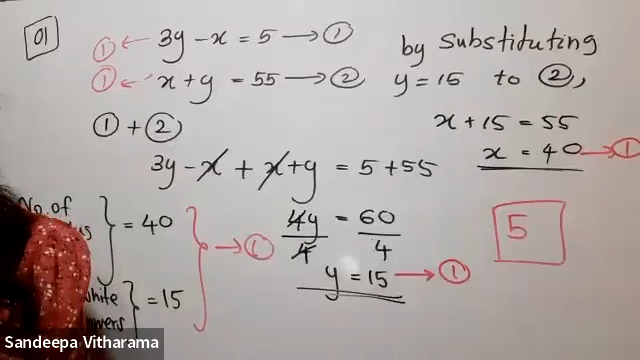 01
① ← 3y - x = 5 → ①
① ← x + y = 55 → ②
① + ②
3y - x + x + y = 5 + 55
4y = 60
4 4
y = 15 → ①
by substituting
y = 15 to ②,
x + 15 = 55
x = 40 → ①
No. of
} = 40
} = 15
} → ①
5
Sandeepa Vitharama